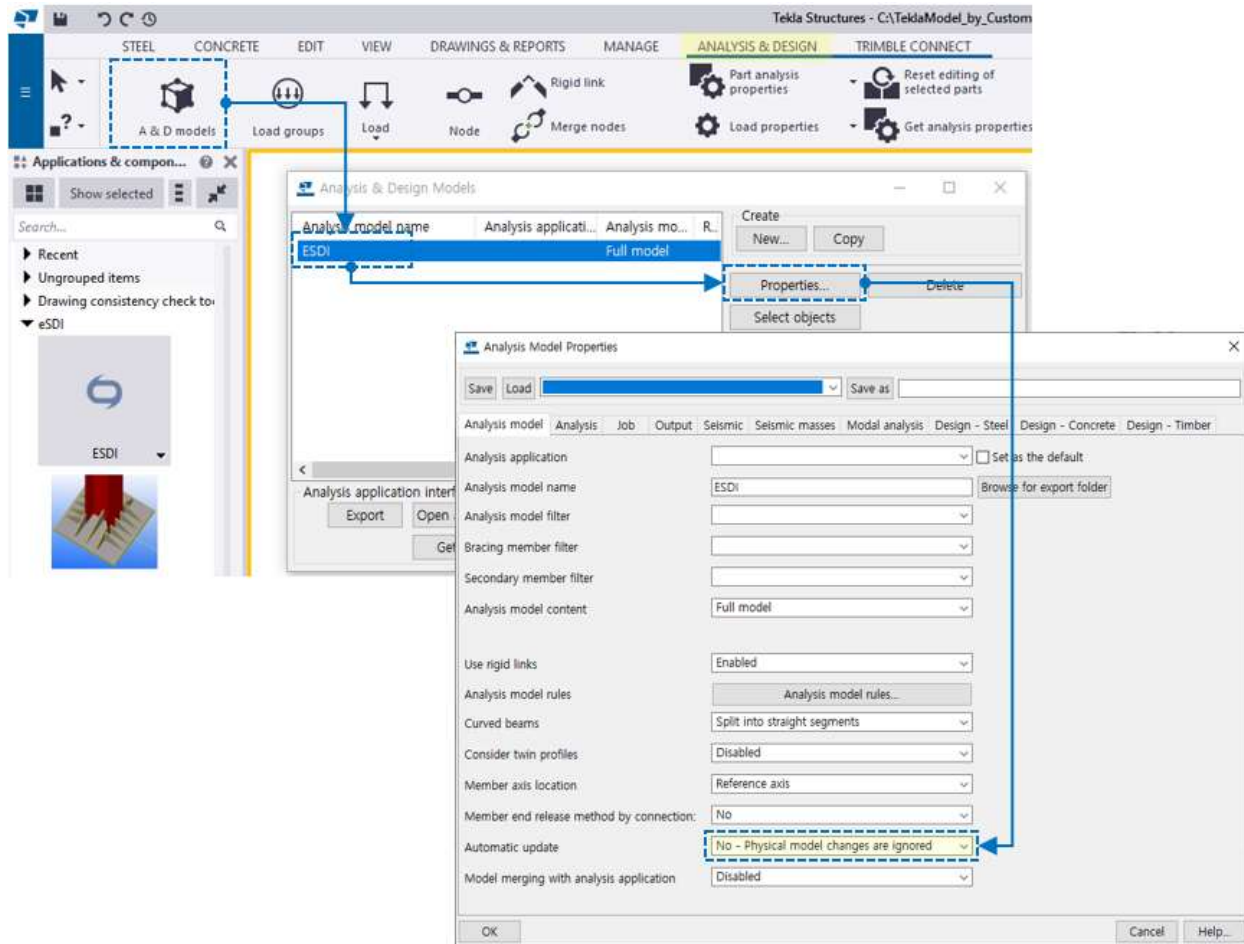 Tekla Structures - C:\TeklaModel_by_Custom
STEEL CONCRETE EDIT VIEW DRAWINGS & REPORTS MANAGE ANALYSIS & DESIGN TRIMBLE CONNECT
A & D models
Load groups
Load
Node
Rigid link
Merge nodes
Part analysis properties
Load properties
Reset editing of selected parts
Get analysis properties
Applications & compon...
Show selected
Search...
Recent
Ungrouped items
Drawing consistency check to
eSDI
ESDI
Analysis & Design Models
Analysis model name Analysis applicati... Analysis mo... R..
ESDI Full model
Create
New... Copy
Properties... Delete
Select objects
Analysis application interf
Export Open
Get
Analysis Model Properties
Save Load Save as
Analysis model Analysis Job Output Seismic Seismic masses Modal analysis Design - Steel Design - Concrete Design - Timber
Analysis application Set as the default
Analysis model name ESDI Browse for export folder
Analysis model filter
Bracing member filter
Secondary member filter
Analysis model content Full model
Use rigid links Enabled
Analysis model rules Analysis model rules...
Curved beams Split into straight segments
Consider twin profiles Disabled
Member axis location Reference axis
Member end release method by connection: No
Automatic update No - Physical model changes are ignored
Model merging with analysis application Disabled
OK Cancel Help...